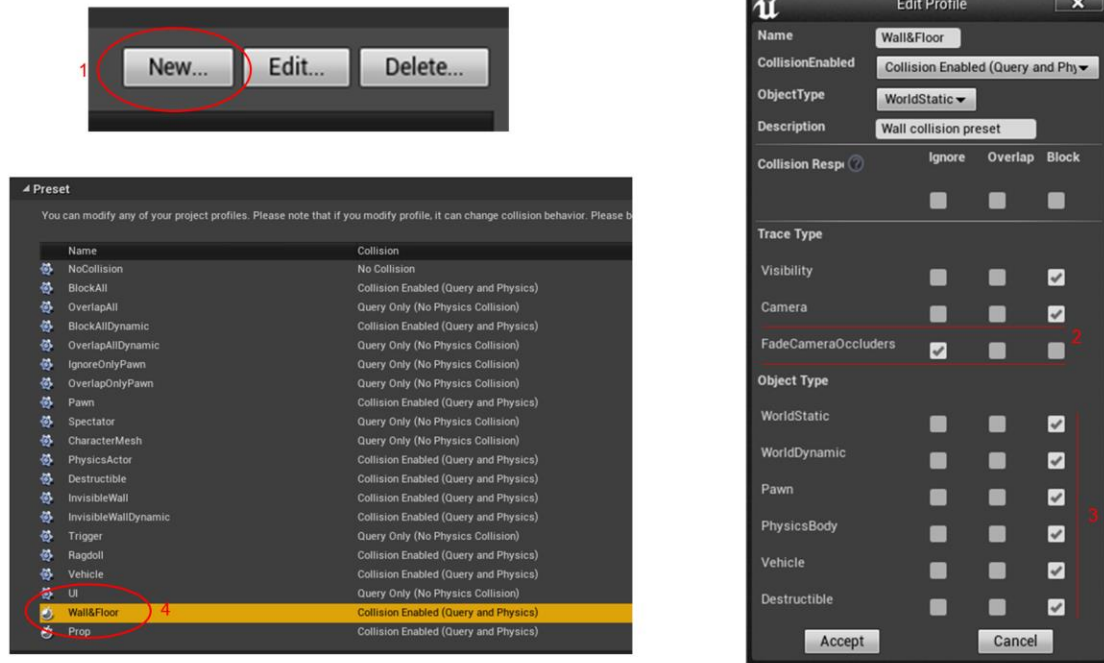 1
New...
Edit...
Delete...
Preset
You can modify any of your project profiles. Please note that if you modify profile, it can change collision behavior. Please b
Name Collision
NoCollision No Collision
BlockAll Collision Enabled (Query and Physics)
OverlapAll Query Only (No Physics Collision)
BlockAllDynamic Collision Enabled (Query and Physics)
OverlapAllDynamic Query Only (No Physics Collision)
IgnoreOnlyPawn Query Only (No Physics Collision)
OverlapOnlyPawn Query Only (No Physics Collision)
Pawn Collision Enabled (Query and Physics)
Spectator Query Only (No Physics Collision)
CharacterMesh Query Only (No Physics Collision)
PhysicsActor Collision Enabled (Query and Physics)
Destructible Collision Enabled (Query and Physics)
InvisibleWall Collision Enabled (Query and Physics)
InvisibleWallDynamic Collision Enabled (Query and Physics)
Trigger Query Only (No Physics Collision)
Ragdoll Collision Enabled (Query and Physics)
Vehicle Collision Enabled (Query and Physics)
UI Query Only (No Physics Collision)
Wall&Floor 4 Collision Enabled (Query and Physics)
Prop Collision Enabled (Query and Physics)
Edit Profile
Name Wall&Floor
CollisionEnabled Collision Enabled (Query and Phy
ObjectType WorldStatic
Description Wall collision preset
Collision Resp ? Ignore Overlap Block
Trace Type
Visibility
Camera
FadeCameraOccluders 2
Object Type
WorldStatic
WorldDynamic
Pawn
PhysicsBody 3
Vehicle
Destructible
Accept Cancel